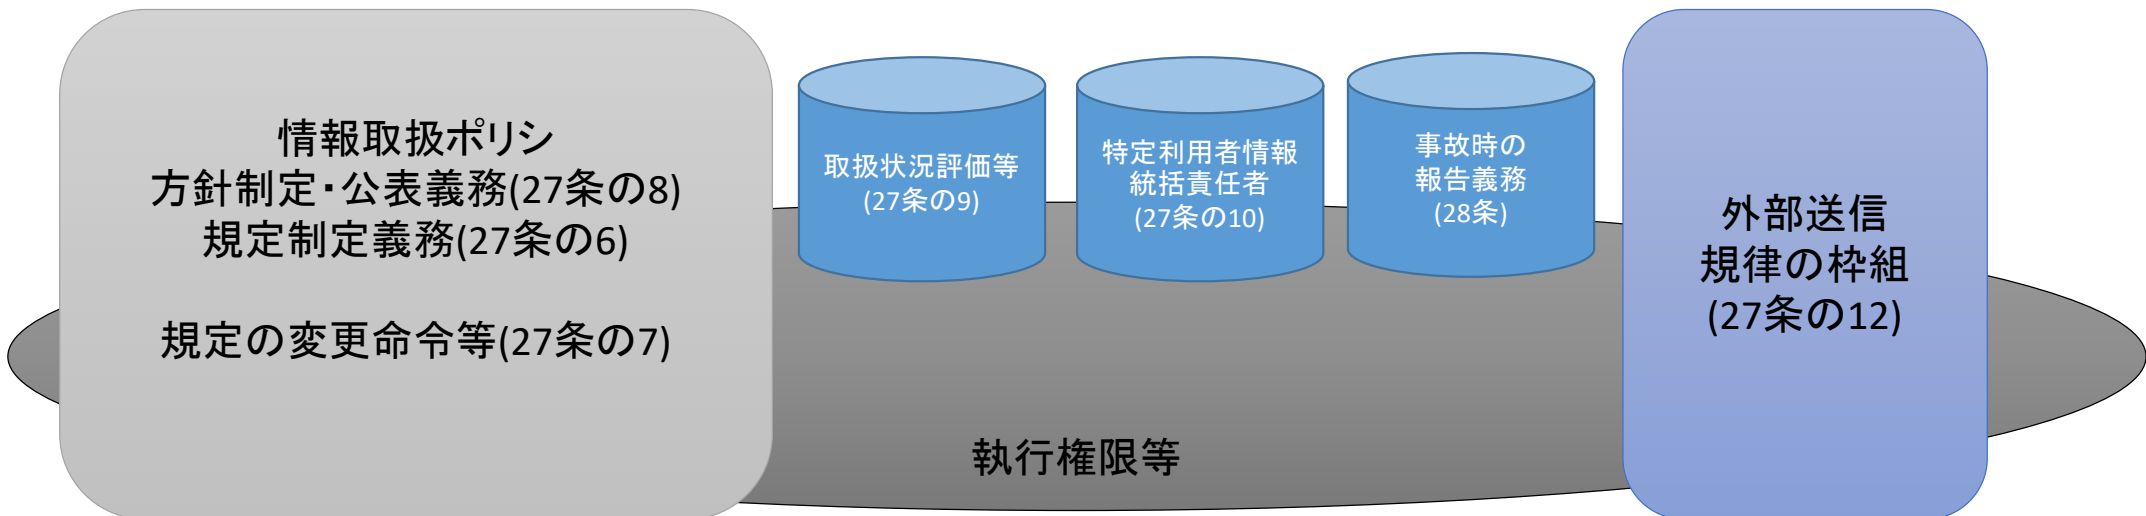 情報取扱ポリシ
方針制定・公表義務(27条の8)
規定制定義務(27条の6)
規定の変更命令等(27条の7)
取扱状況評価等
(27条の9)
特定利用者情報
統括責任者
(27条の10)
事故時の
報告義務
(28条)
外部送信
規律の枠組
(27条の12)
執行権限等